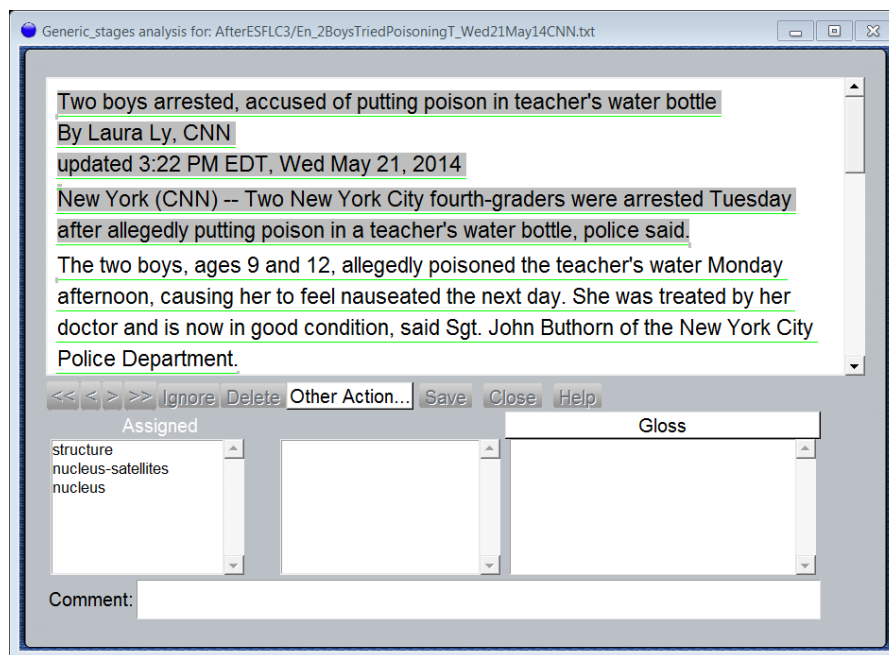 Generic_stages analysis for: AfterESFLC3/En_2BoysTriedPoisoningT_Wed21May14CNN.txt
Two boys arrested, accused of putting poison in teacher's water bottle
By Laura Ly, CNN
updated 3:22 PM EDT, Wed May 21, 2014
New York (CNN) -- Two New York City fourth-graders were arrested Tuesday
after allegedly putting poison in a teacher's water bottle, police said.
The two boys, ages 9 and 12, allegedly poisoned the teacher's water Monday
afternoon, causing her to feel nauseated the next day. She was treated by her
doctor and is now in good condition, said Sgt. John Buthorn of the New York City
Police Department.
<< < > >> Ignore Delete Other Action... Save Close Help
Assigned Gloss
structure
nucleus-satellites
nucleus
Comment: